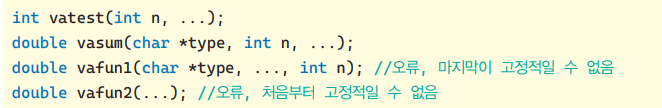 int vatest(int n, ...);
double vasum(char *type, int n, ...);
double vafun1(char *type, ..., int n); //오류, 마지막이 고정적일 수 없음
double vafun2(...); //오류, 처음부터 고정적일 수 없음